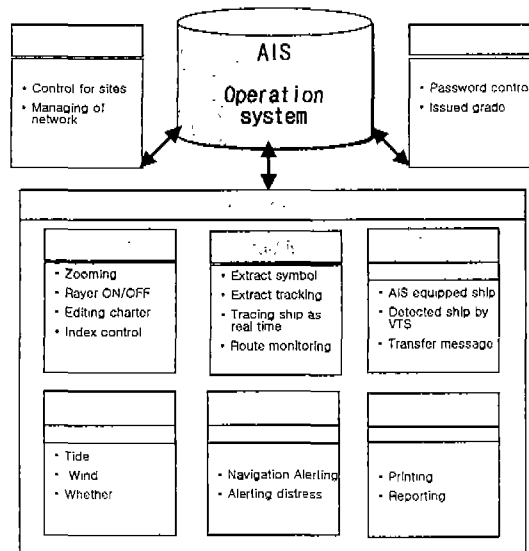 AIS
Operation
system
• Control for sites
• Managing of
network
• Password control
• Issued grade
• Zooming
• Rayer ON/OFF
• Editing charter
• Index control
• Extract symbol
• Extract tracking
• Tracing ship as
real time
• Route monitoring
• AIS equipped ship
• Detected ship by
VTS
• Transfer message
• Tide
• Wind
• Whether
• Navigation Alerting
• Alerting distress
• Printing
• Reporting